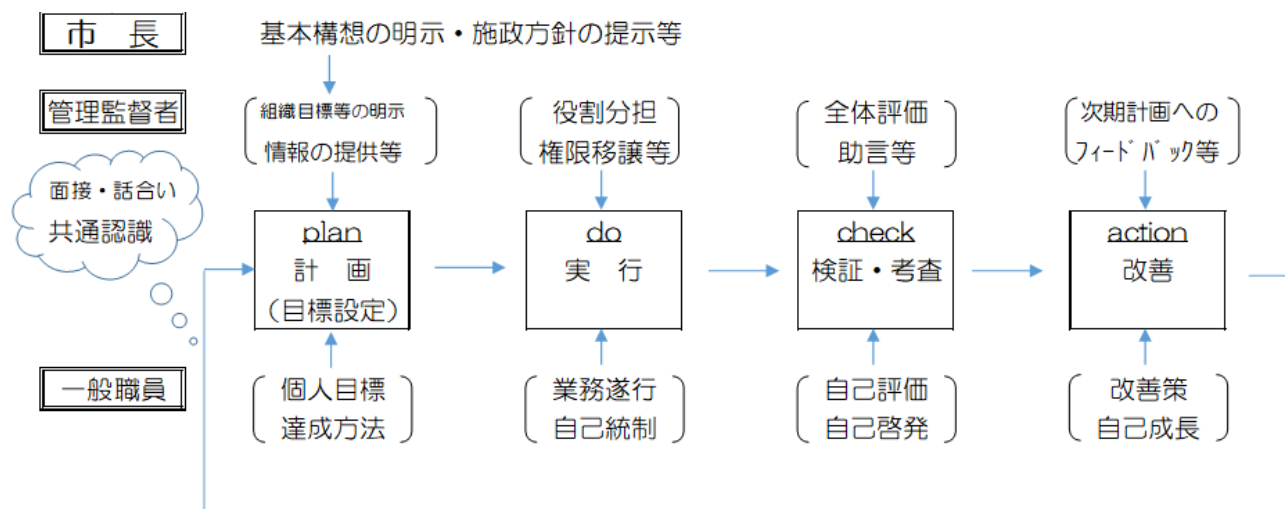 市　長
基本構想の明示・施政方針の提示等
管理監督者
組織目標等の明示
情報の提供等
役割分担
権限移譲等
全体評価
助言等
次期計画への
ﾌｨｰﾄﾞﾊﾞｯｸ等
面接・話合い
共通認識
plan
計　画
（目標設定）
do
実　行
check
検証・考査
action
改善
一般職員
個人目標
達成方法
業務遂行
自己統制
自己評価
自己啓発
改善策
自己成長